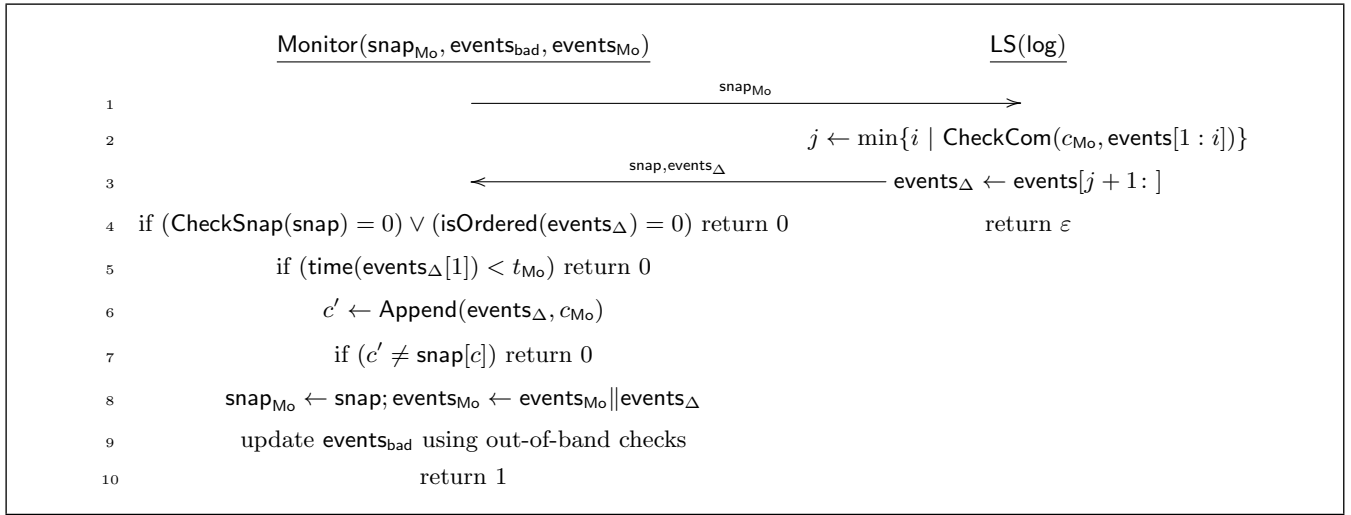 Monitor(snap_Mo, events_bad, events_Mo) LS(log)
1 snap_Mo
2 j ← min{i | CheckCom(c_Mo, events[1 : i])}
3 snap,events_Δ events_Δ ← events[j + 1: ]
4 if (CheckSnap(snap) = 0) ∨ (isOrdered(events_Δ) = 0) return 0 return ε
5 if (time(events_Δ[1]) < t_Mo) return 0
6 c′ ← Append(events_Δ, c_Mo)
7 if (c′ ≠ snap[c]) return 0
8 snap_Mo ← snap; events_Mo ← events_Mo‖events_Δ
9 update events_bad using out-of-band checks
10 return 1